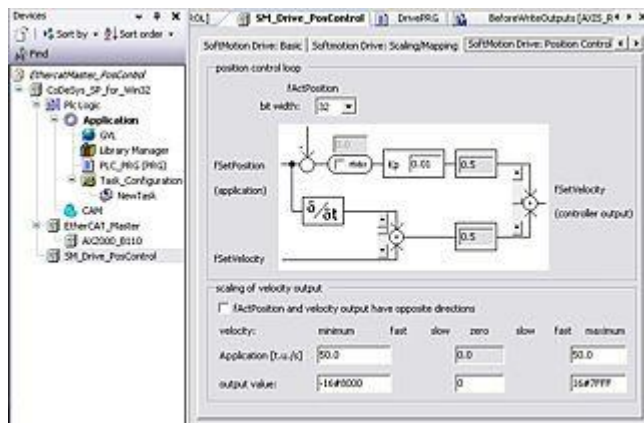 Devices
Sort by
Sort order
Find
EthercatMaster_PosControl
CoDeSys_SP_for_Win32
Plc Logic
Application
GVL
Library Manager
PLC_PRG (PRG)
Task_Configuration
NewTask
CAM
EtherCAT_Master
AX2000_B110
SM_Drive_PosControl
ROL]
SM_Drive_PosControl
DrivePRG
BeforeWriteOutputs [AXIS_R
SoftMotion Drive: Basic
Softmotion Drive: Scaling/Mapping
SoftMotion Drive: Position Control
position control loop
fActPosition
bit width: 32
0.0
fSetPosition
Kp 0.01
0.5
(application)
fSetVelocity
∂/∂t
(controller output)
fSetVelocity
0.5
scaling of velocity output
fActPosition and velocity output have opposite directions
velocity: minimum fast slow zero slow fast maximum
Application [t.u./s] 50.0 0.0 50.0
output value: -16#8000 0 16#7FFF